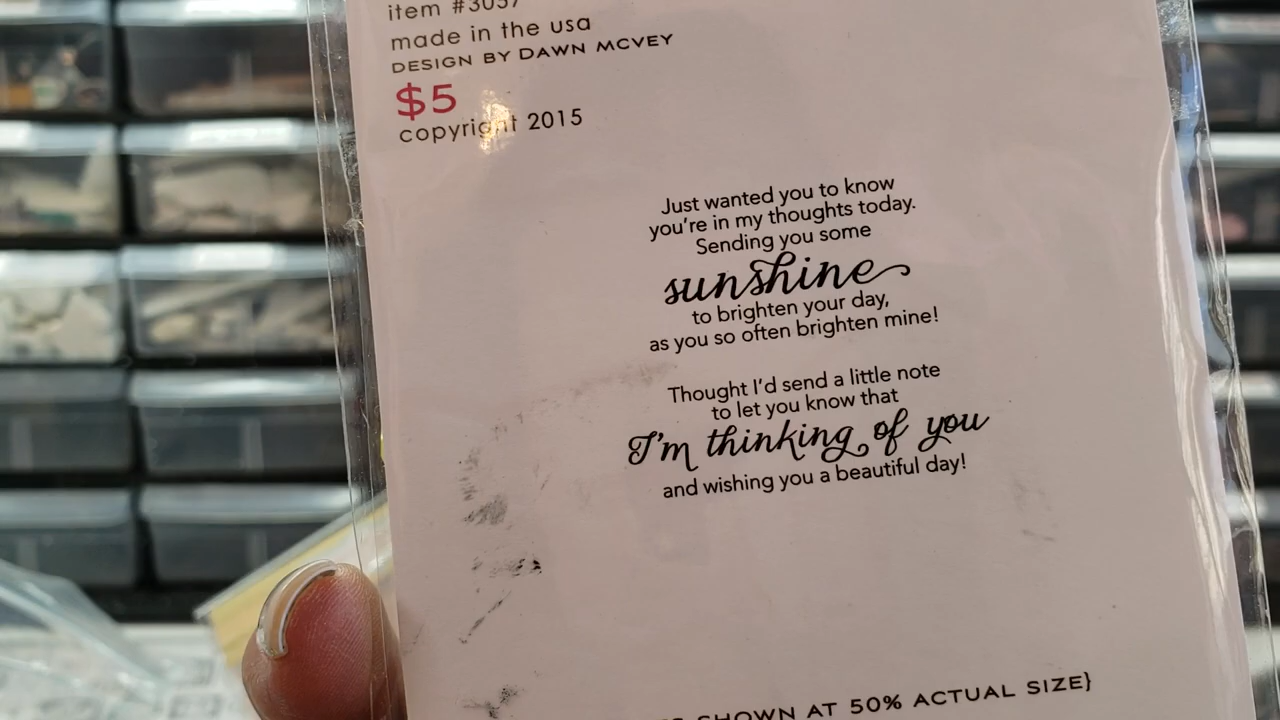 item #3057
made in the usa
DESIGN BY DAWN MCVEY
$5
copyright 2015
Just wanted you to know
you're in my thoughts today.
Sending you some
sunshine
to brighten your day,
as you so often brighten mine!
Thought I'd send a little note
to let you know that
I'm thinking of you
and wishing you a beautiful day!
SHOWN AT 50% ACTUAL SIZE}